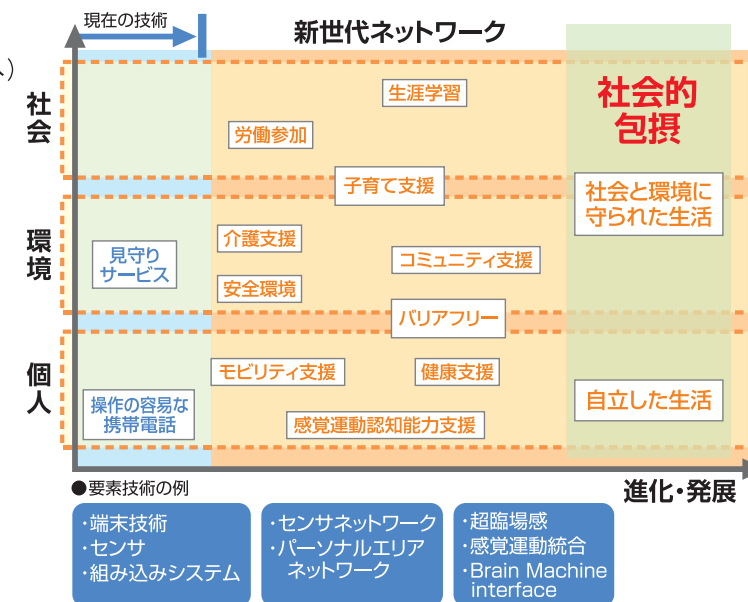 現在の技術
新世代ネットワーク
社会
生涯学習
労働参加
社会的
包摂
子育て支援
社会と環境に
守られた生活
環境
介護支援
見守り
サービス
コミュニティ支援
安全環境
バリアフリー
個人
モビリティ支援
健康支援
操作の容易な
携帯電話
自立した生活
感覚運動認知能力支援
進化・発展
●要素技術の例
・端末技術
・センサ
・組み込みシステム
・センサネットワーク
・パーソナルエリア
ネットワーク
・超臨場感
・感覚運動統合
・Brain Machine
interface